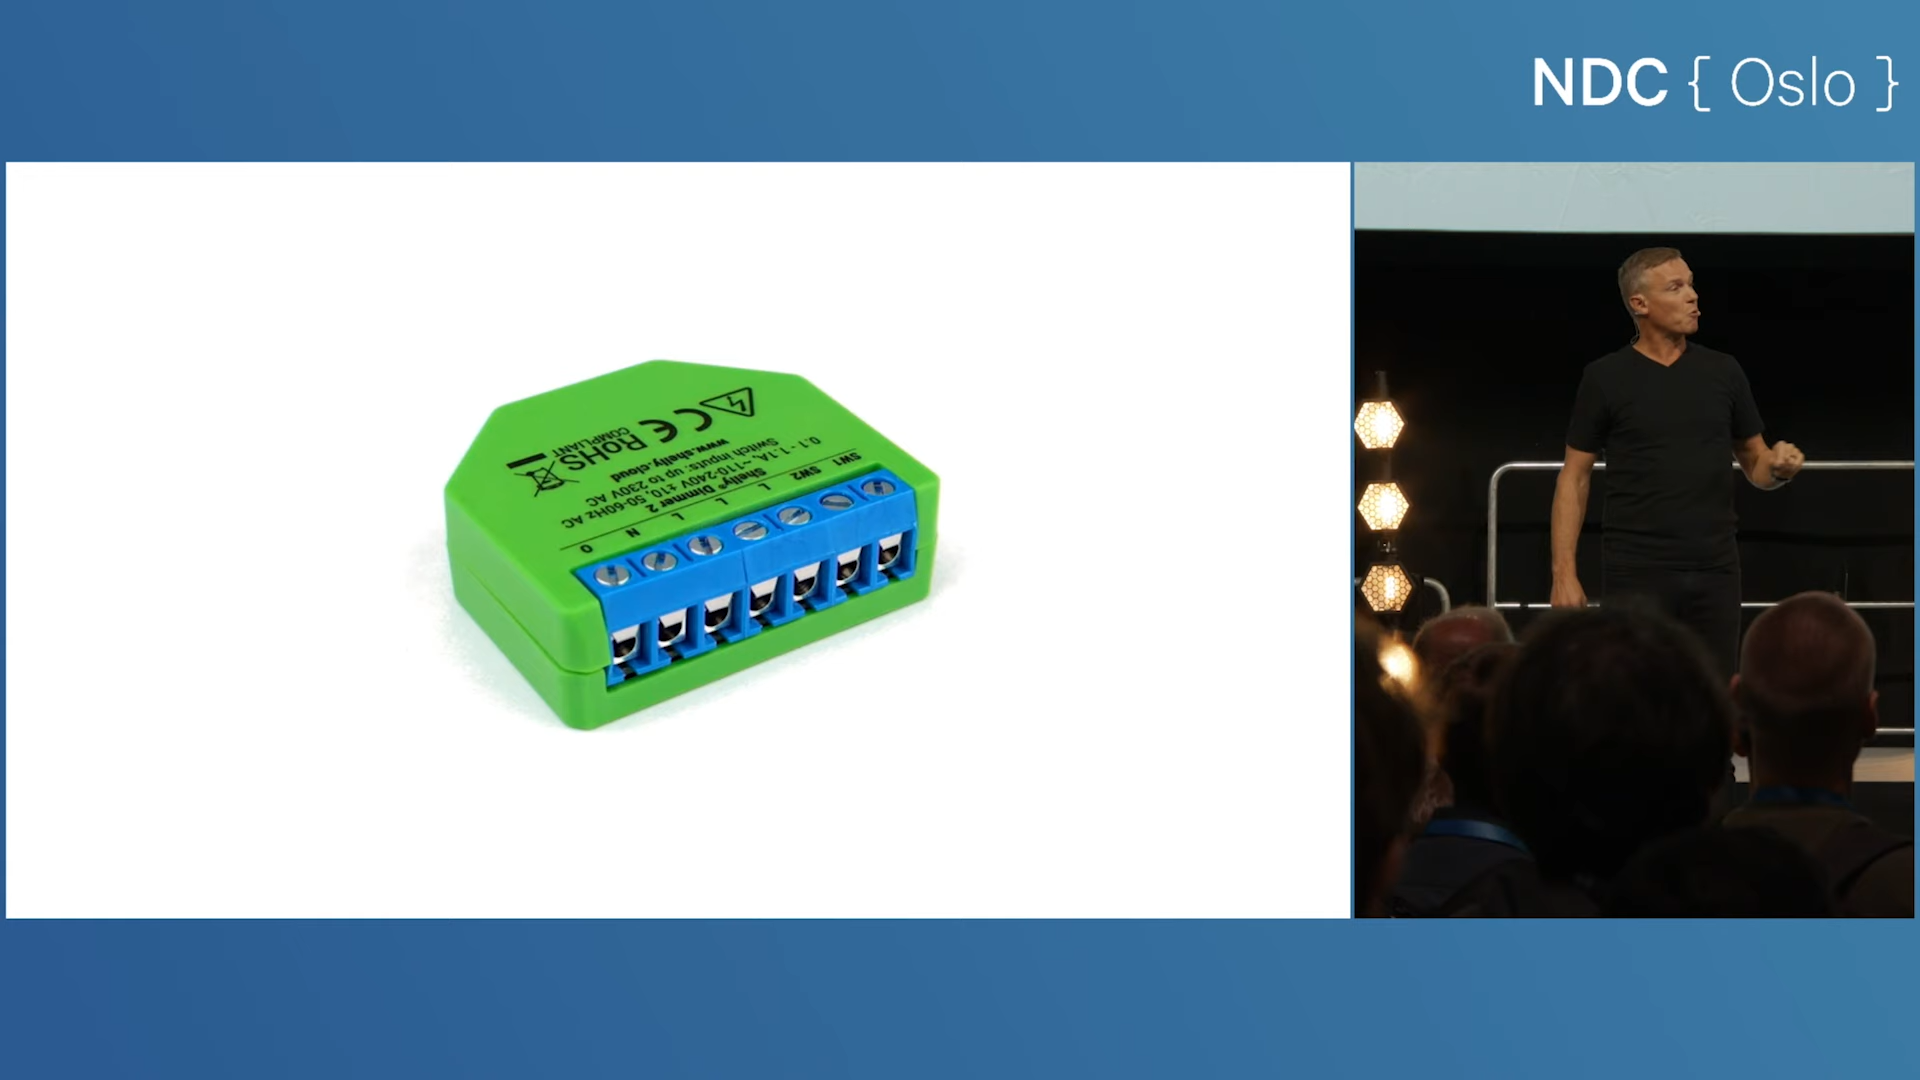 NDC { Oslo }
CE RoHS
COMPLIANT
www.shelly.cloud
Switch inputs: up to 230V AC
0.1 - 1.1A, ~110-240V ±10, 50-60Hz AC
Shelly® Dimmer 2
O N L L L SW2 SW1